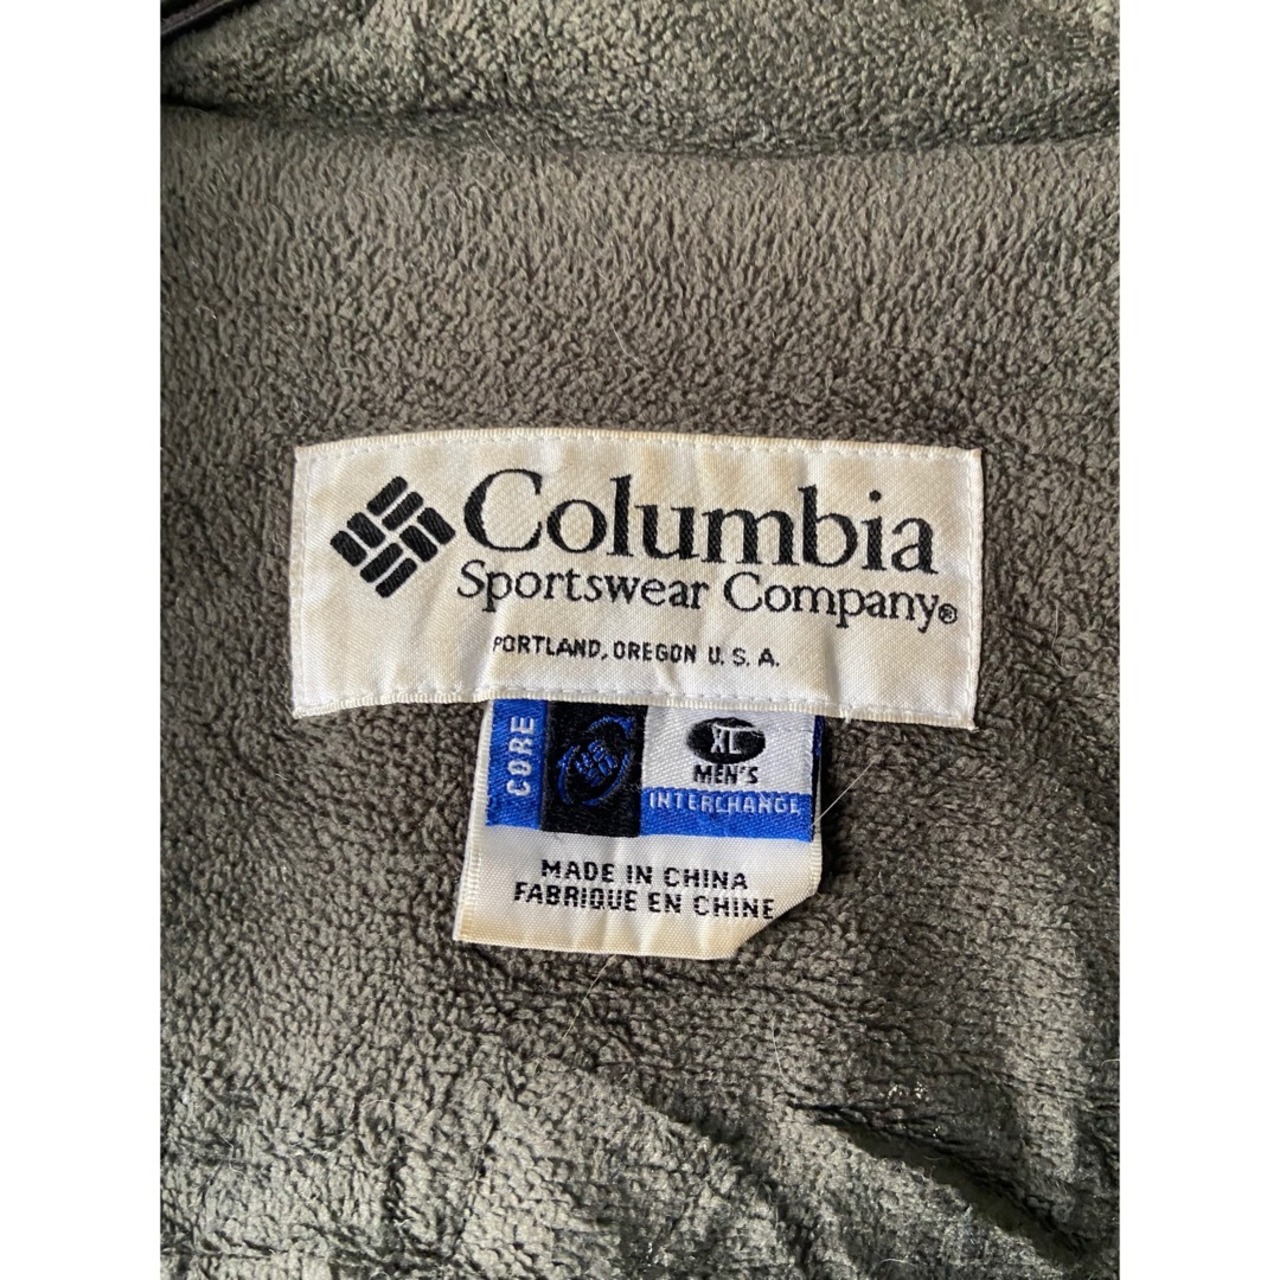 Columbia
Sportswear Company®
PORTLAND, OREGON U. S. A.
CORE
XL
MEN'S
INTERCHANGE
MADE IN CHINA
FABRIQUE EN CHINE